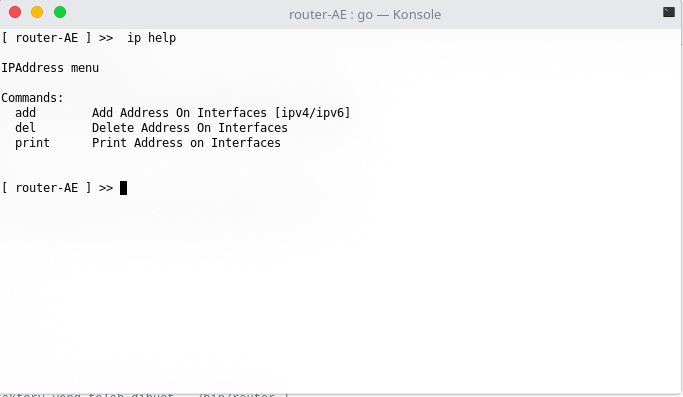 router-AE : go — Konsole
[ router-AE ] >>  ip help
IPAddress menu
Commands:
  add        Add Address On Interfaces [ipv4/ipv6]
  del        Delete Address On Interfaces
  print      Print Address on Interfaces
[ router-AE ] >>